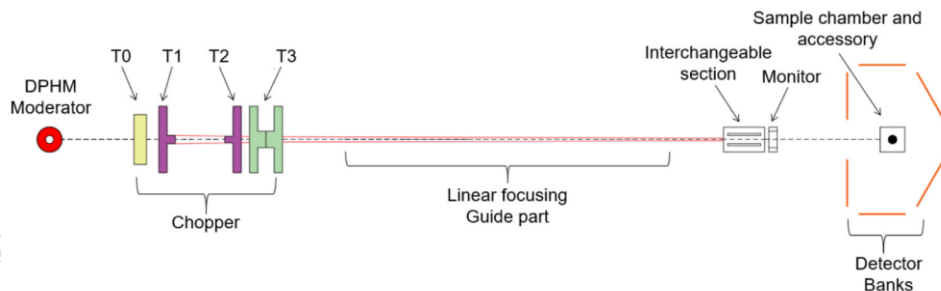 Sample chamber and
accessory
Interchangeable
section
Monitor
T0
T1
T2
T3
DPHM
Moderator
Linear focusing
Guide part
Chopper
Detector
Banks